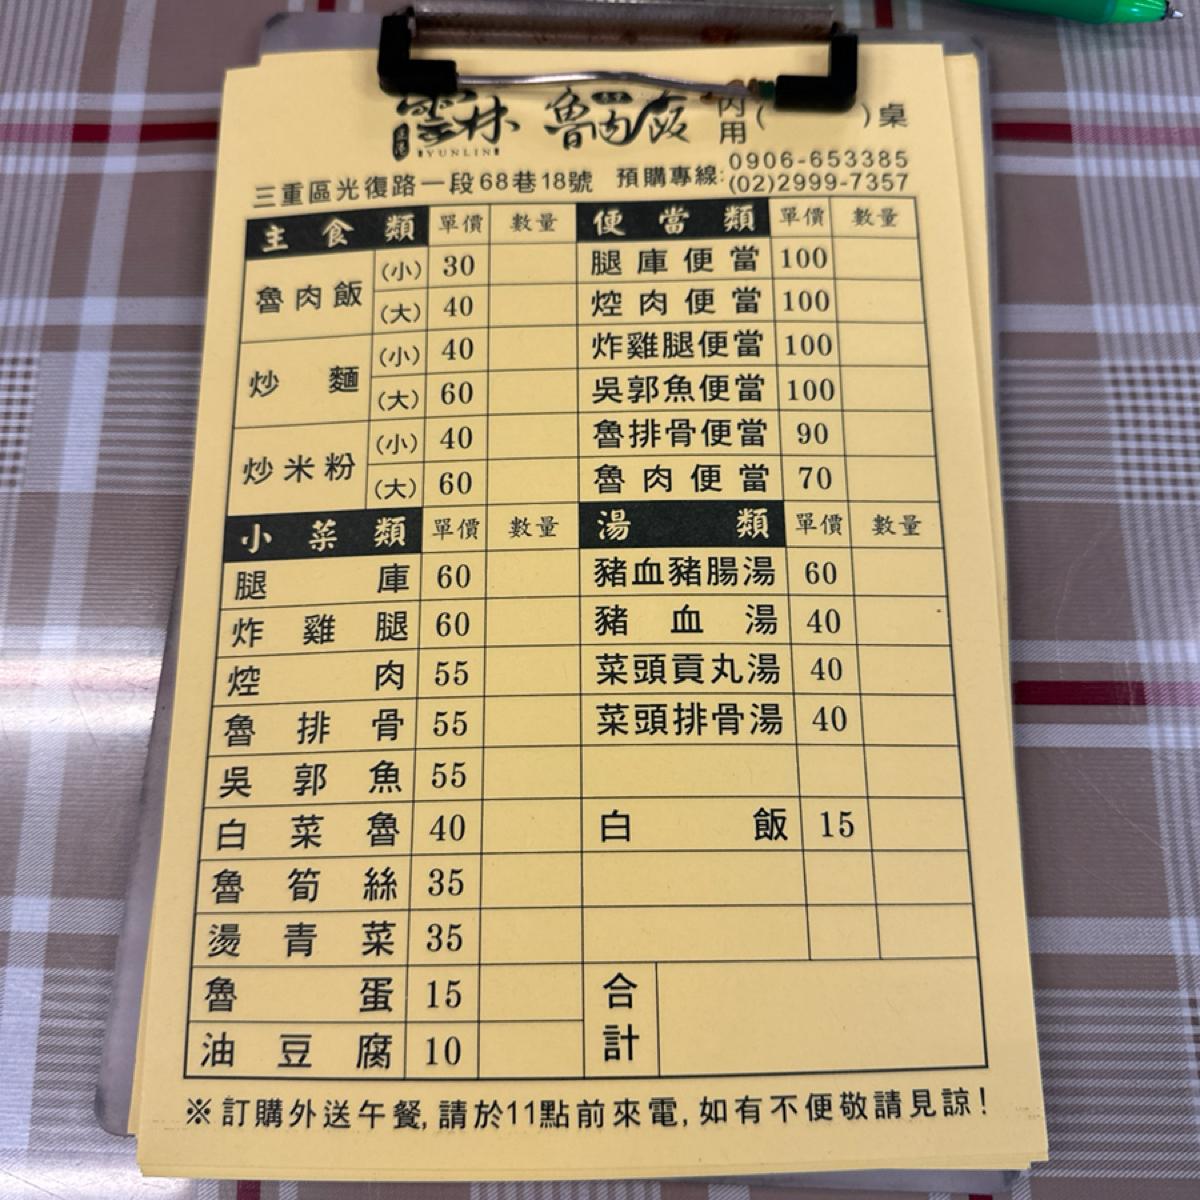 雲林 魯肉飯 內用( )桌
YUNLIN
三重區光復路一段68巷18號 預購專線: 0906-653385
(02)2999-7357
主食類 單價 數量 便當類 單價 數量
魯肉飯 (小) 30 腿庫便當 100
(大) 40 焢肉便當 100
炒麵 (小) 40 炸雞腿便當 100
(大) 60 吳郭魚便當 100
炒米粉 (小) 40 魯排骨便當 90
(大) 60 魯肉便當 70
小菜類 單價 數量 湯類 單價 數量
腿庫 60 豬血豬腸湯 60
炸雞腿 60 豬血湯 40
焢肉 55 菜頭貢丸湯 40
魯排骨 55 菜頭排骨湯 40
吳郭魚 55
白菜魯 40 白飯 15
魯筍絲 35
燙青菜 35
魯蛋 15 合計
油豆腐 10
※訂購外送午餐,請於11點前來電,如有不便敬請見諒!